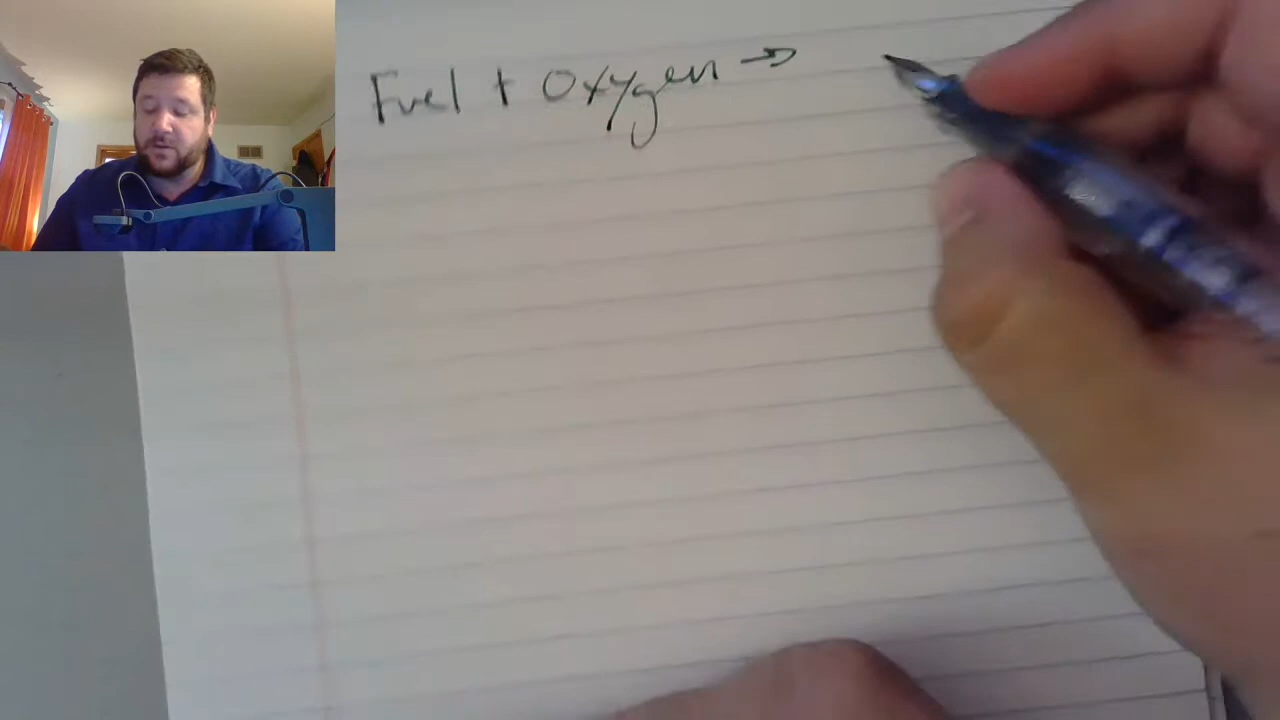 Fuel + Oxygen →